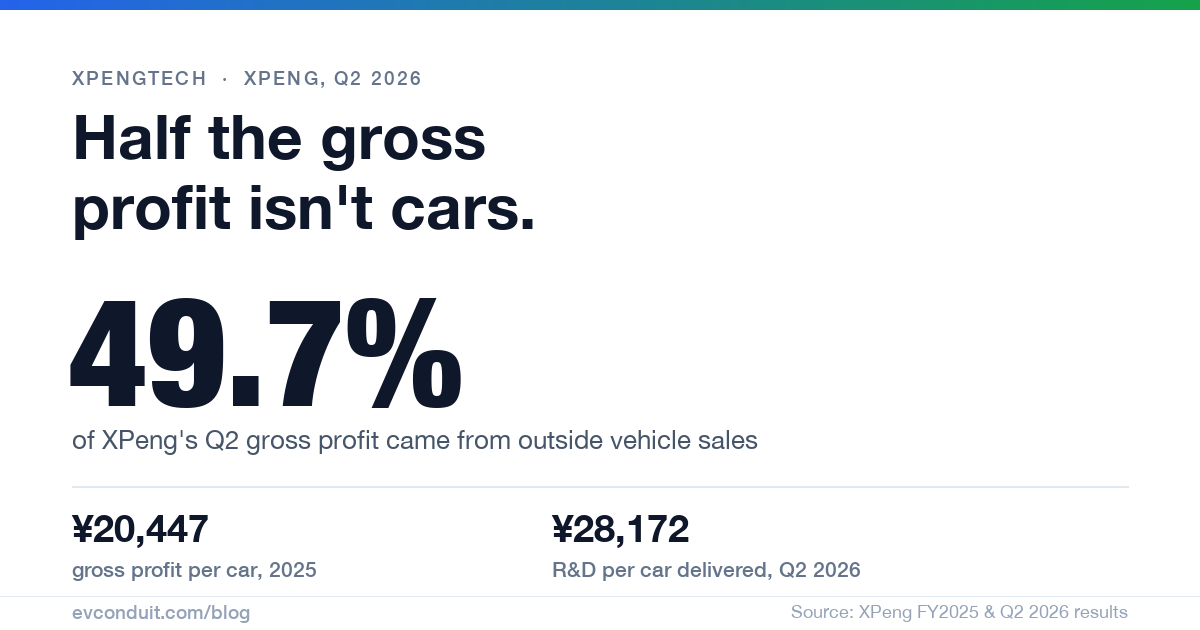 XPENGTECH · XPENG, Q2 2026
Half the gross
profit isn't cars.
49.7%
of XPeng's Q2 gross profit came from outside vehicle sales
¥20,447
gross profit per car, 2025
¥28,172
R&D per car delivered, Q2 2026
evconduit.com/blog
Source: XPeng FY2025 & Q2 2026 results